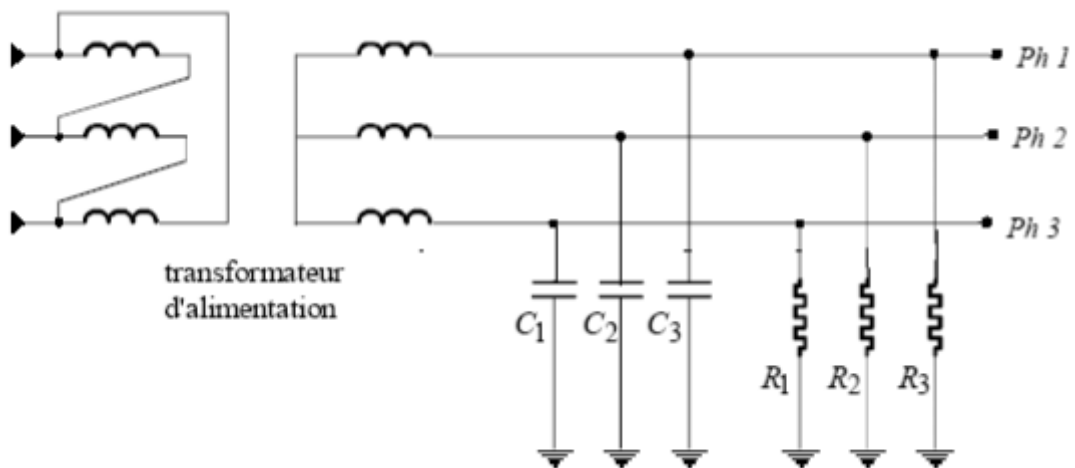 Ph 1
Ph 2
Ph 3
transformateur
d'alimentation
C1 C2 C3
R1 R2 R3